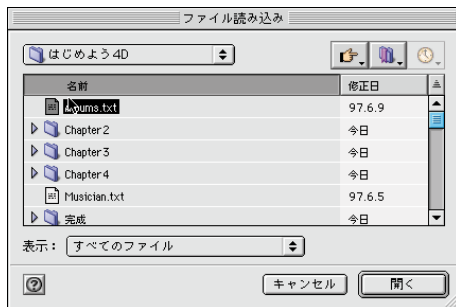 ファイル読み込み
はじめよう4D
名前 修正日
Albums.txt 97.6.9
Chapter2 今日
Chapter3 今日
Chapter4 今日
Musician.txt 97.6.5
完成 今日
表示： すべてのファイル
キャンセル 開く